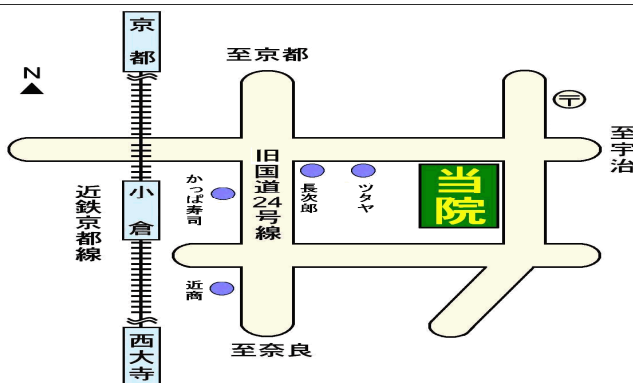 京都
至京都
N
〒
至宇治
旧国道24号線
かっぱ寿司
長次郎
ツタヤ
当院
小倉
近鉄京都線
近商
西大寺
至奈良